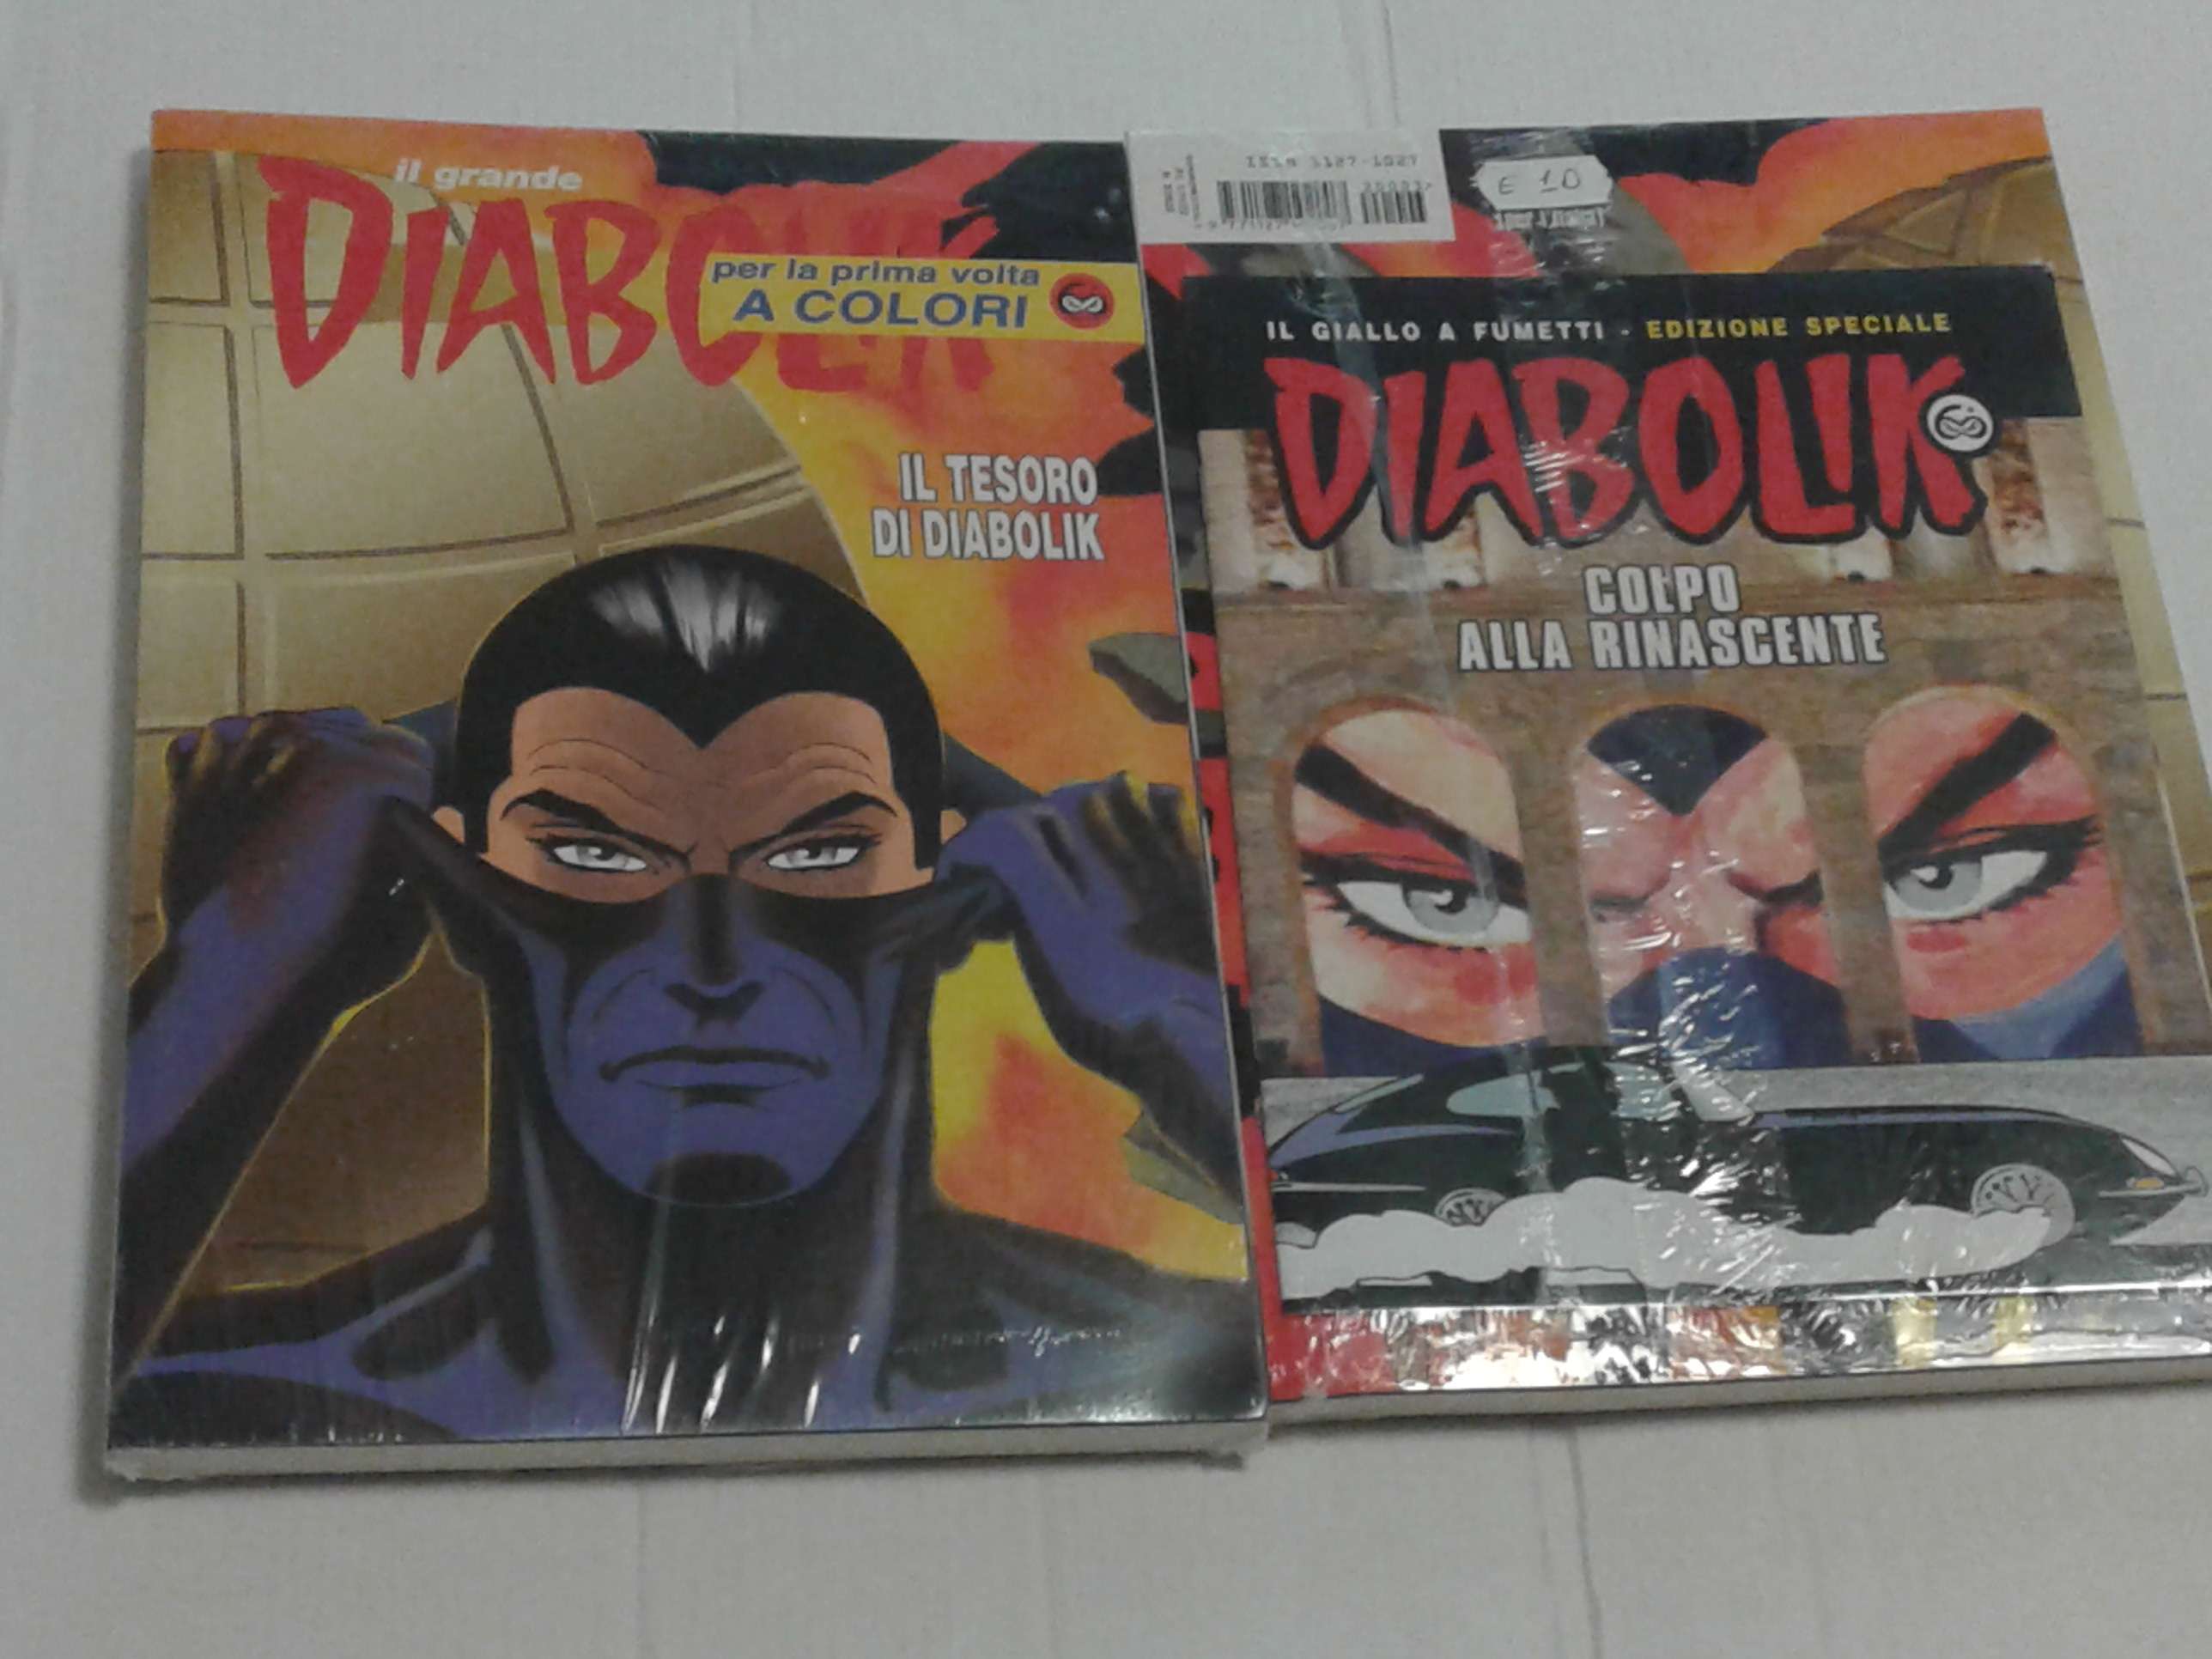 il grande
DIABOLIK
per la prima volta
A COLORI
IL TESORO
DI DIABOLIK
ISSN 1127-1027
€ 10
IL GIALLO A FUMETTI - EDIZIONE SPECIALE
DIABOLIK
COLPO
ALLA RINASCENTE